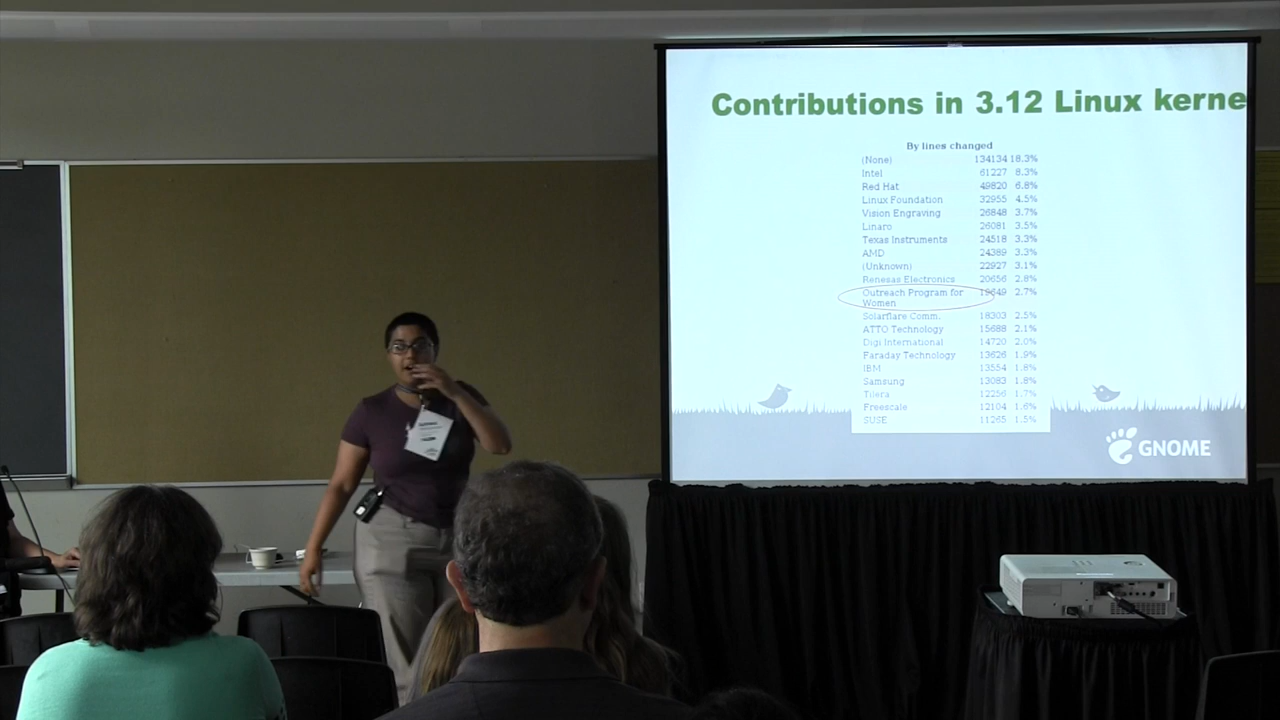 Contributions in 3.12 Linux kerne
By lines changed
(None) 134134 18.3%
Intel 61227 8.3%
Red Hat 49820 6.8%
Linux Foundation 32955 4.5%
Vision Engraving 26848 3.7%
Linaro 26081 3.5%
Texas Instruments 24518 3.3%
AMD 24389 3.3%
(Unknown) 22927 3.1%
Renesas Electronics 20656 2.8%
Outreach Program for 19649 2.7%
Women
Solarflare Comm. 18303 2.5%
ATTO Technology 15688 2.1%
Digi International 14720 2.0%
Faraday Technology 13626 1.9%
IBM 13554 1.8%
Samsung 13083 1.8%
Tilera 12256 1.7%
Freescale 12104 1.6%
SUSE 11265 1.5%
GNOME